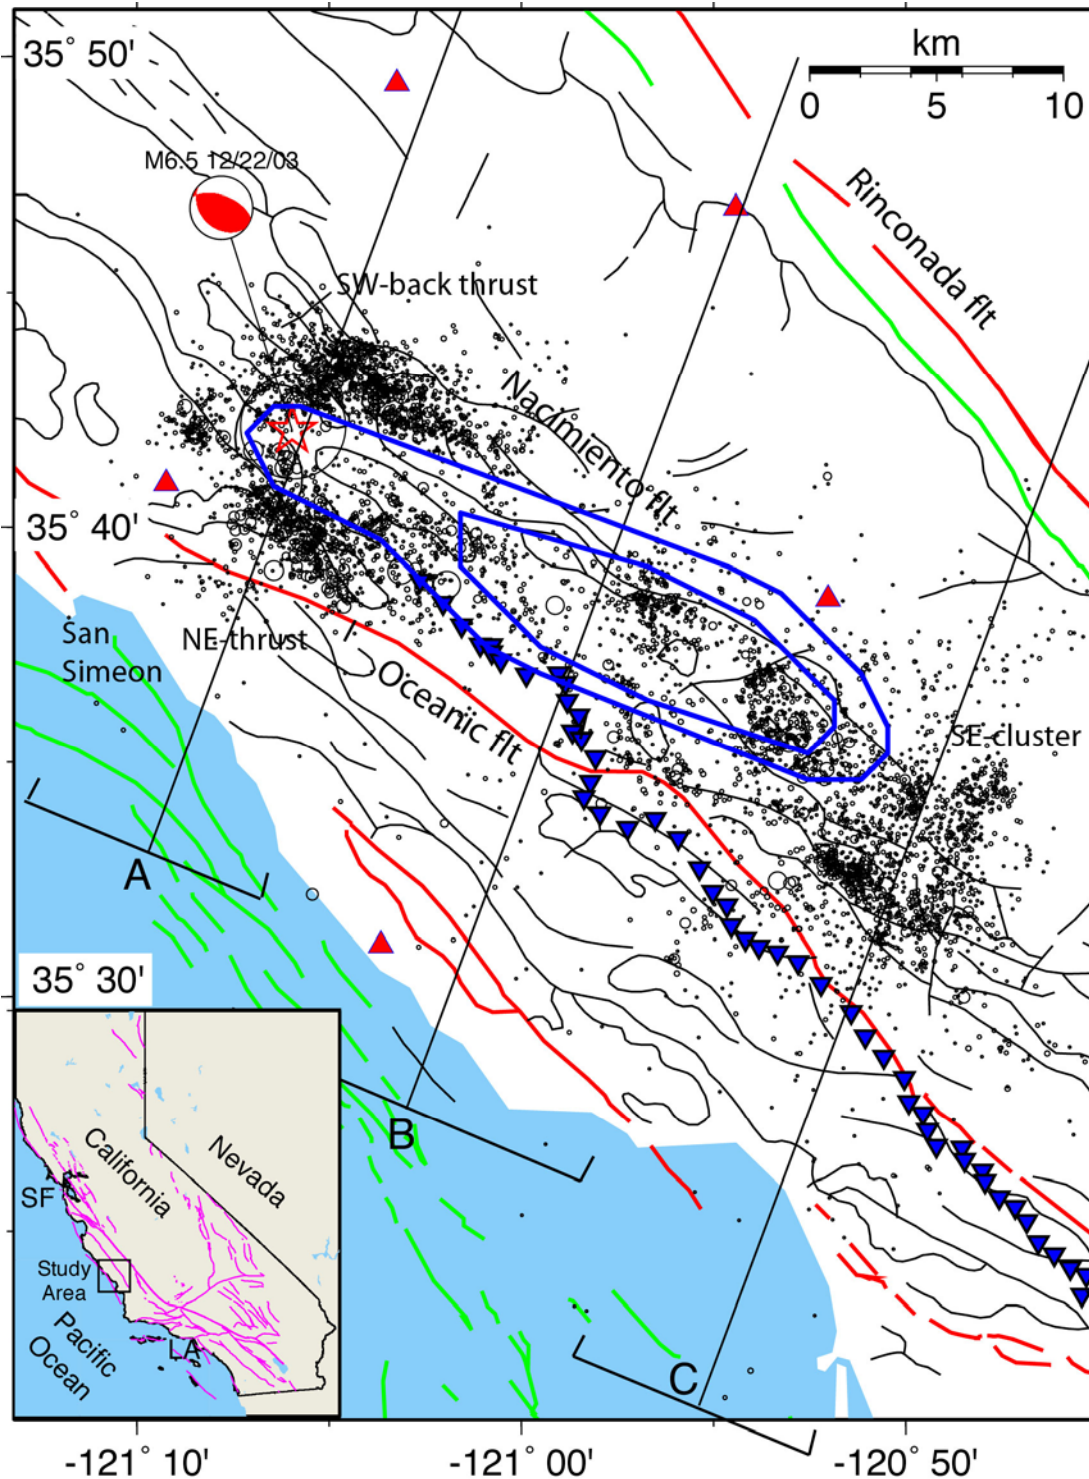 35° 50'
km
0 5 10
M6.5 12/22/03
Rinconada flt
SW-back thrust
Nacimiento flt
35° 40'
San
Simeon
NE-thrust
Oceanic flt
SE-cluster
A
35° 30'
B
California
Nevada
SF
Study
Area
LA
Pacific
Ocean
C
-121° 10'
-121° 00'
-120° 50'